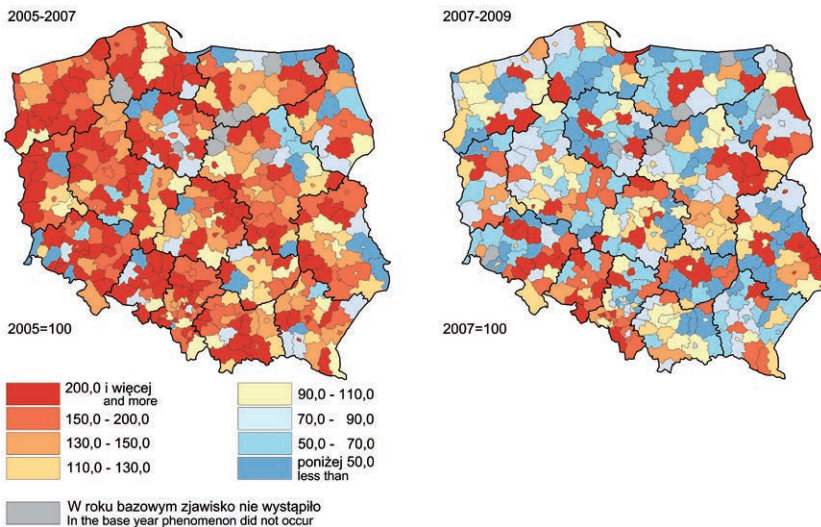 2005-2007
2007-2009
2005=100
2007=100
200,0 i więcej
and more
150,0 - 200,0
130,0 - 150,0
110,0 - 130,0
90,0 - 110,0
70,0 - 90,0
50,0 - 70,0
poniżej 50,0
less than
W roku bazowym zjawisko nie wystąpiło
In the base year phenomenon did not occur